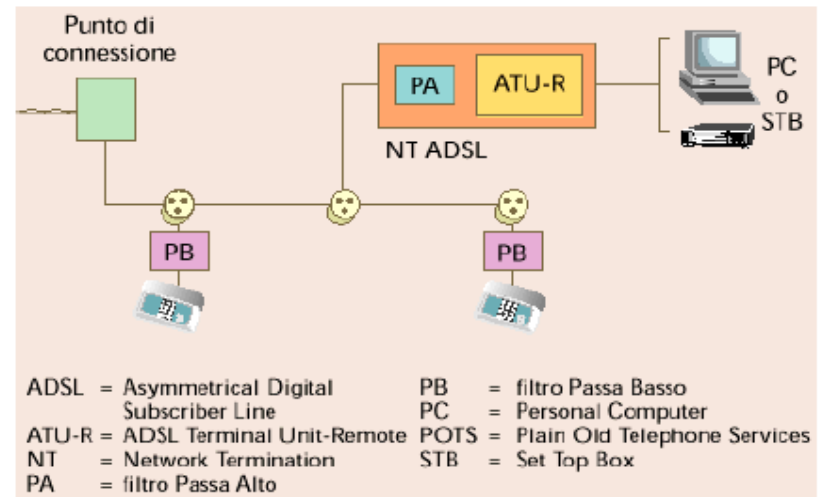 Punto di
connessione
PA
ATU-R
NT ADSL
PC
o
STB
PB
PB
ADSL = Asymmetrical Digital
Subscriber Line
ATU-R = ADSL Terminal Unit-Remote
NT = Network Termination
PA = filtro Passa Alto
PB = filtro Passa Basso
PC = Personal Computer
POTS = Plain Old Telephone Services
STB = Set Top Box